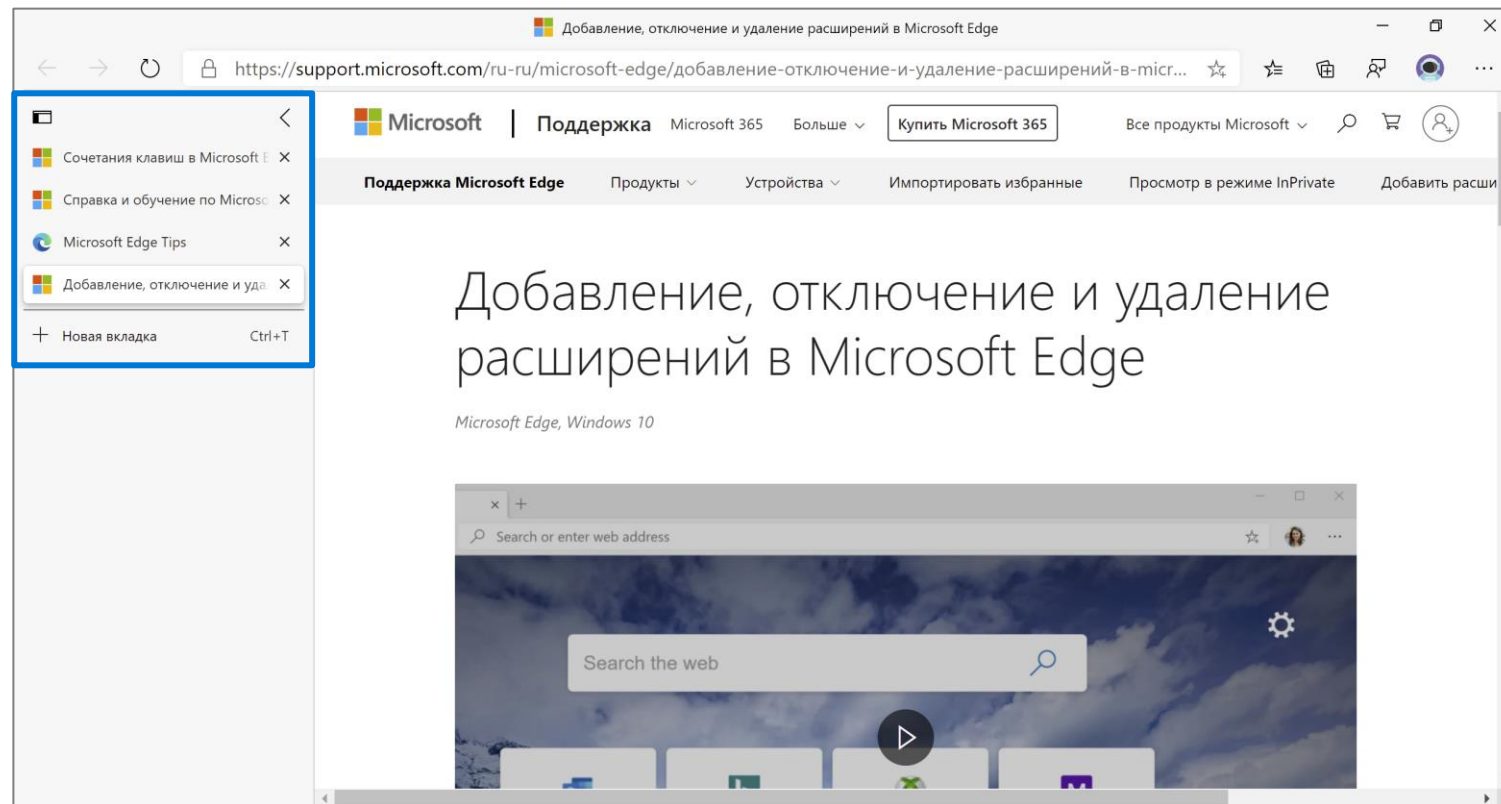 Добавление, отключение и удаление расширений в Microsoft Edge
https://support.microsoft.com/ru-ru/microsoft-edge/добавление-отключение-и-удаление-расширений-в-micr...
Сочетания клавиш в Microsoft E
Справка и обучение по Microso
Microsoft Edge Tips
Добавление, отключение и уда
Новая вкладка Ctrl+T
Microsoft | Поддержка Microsoft 365 Больше Купить Microsoft 365 Все продукты Microsoft
Поддержка Microsoft Edge Продукты Устройства Импортировать избранные Просмотр в режиме InPrivate Добавить расши
Добавление, отключение и удаление
расширений в Microsoft Edge
Microsoft Edge, Windows 10
Search or enter web address
Search the web